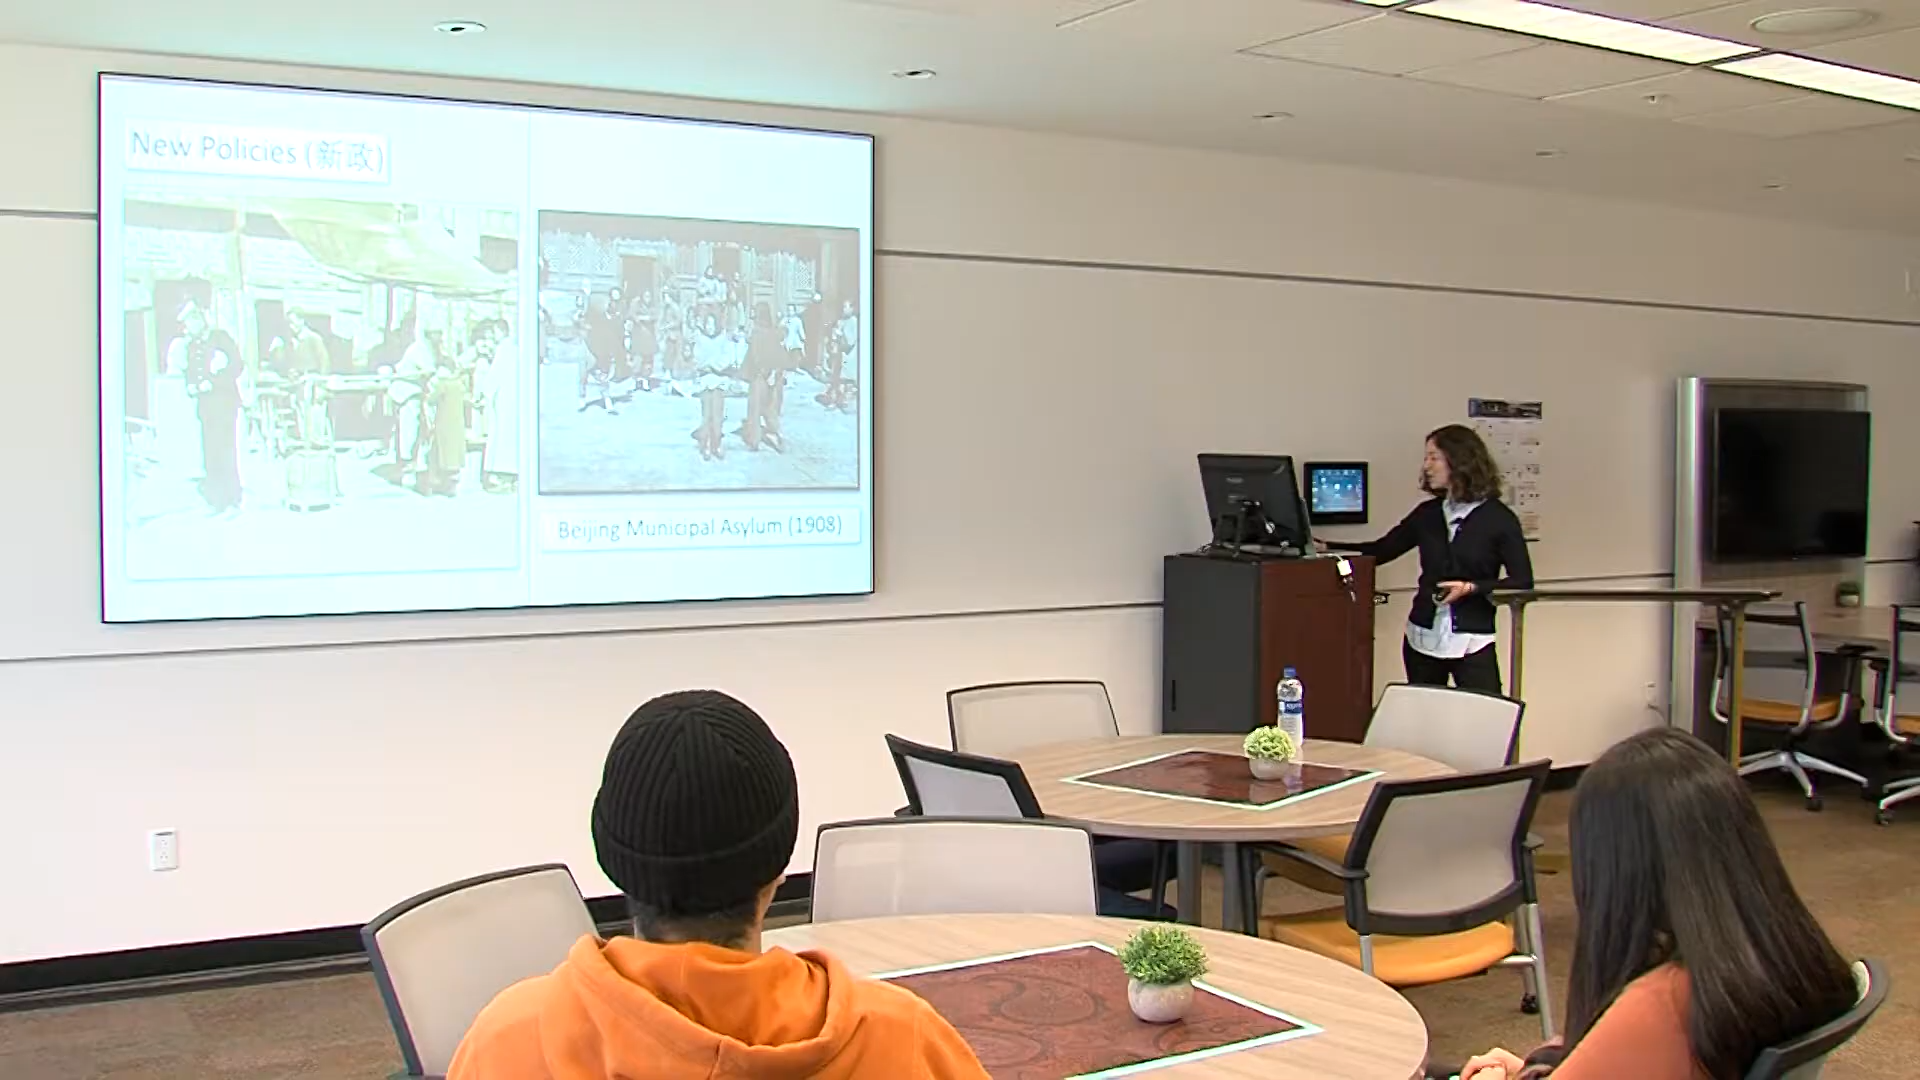 New Policies (新政)
Beijing Municipal Asylum (1908)